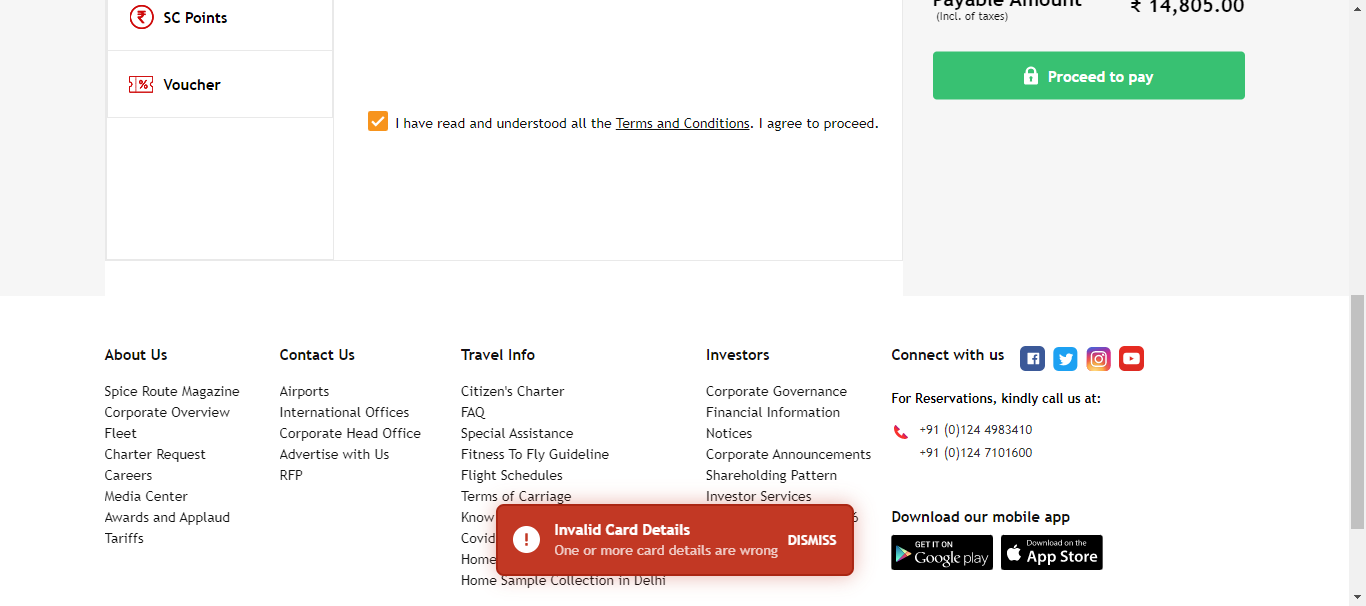 SC Points
Voucher
I have read and understood all the Terms and Conditions. I agree to proceed.
Payable Amount
(Incl. of taxes)
₹ 14,805.00
Proceed to pay
About Us
Spice Route Magazine
Corporate Overview
Fleet
Charter Request
Careers
Media Center
Awards and Applaud
Tariffs
Contact Us
Airports
International Offices
Corporate Head Office
Advertise with Us
RFP
Travel Info
Citizen's Charter
FAQ
Special Assistance
Fitness To Fly Guideline
Flight Schedules
Terms of Carriage
Know
Covid
Home
Home Sample Collection in Delhi
Investors
Corporate Governance
Financial Information
Notices
Corporate Announcements
Shareholding Pattern
Investor Services
Connect with us
For Reservations, kindly call us at:
+91 (0)124 4983410
+91 (0)124 7101600
Download our mobile app
GET IT ON
Google play
Download on the
App Store
Invalid Card Details
One or more card details are wrong
DISMISS